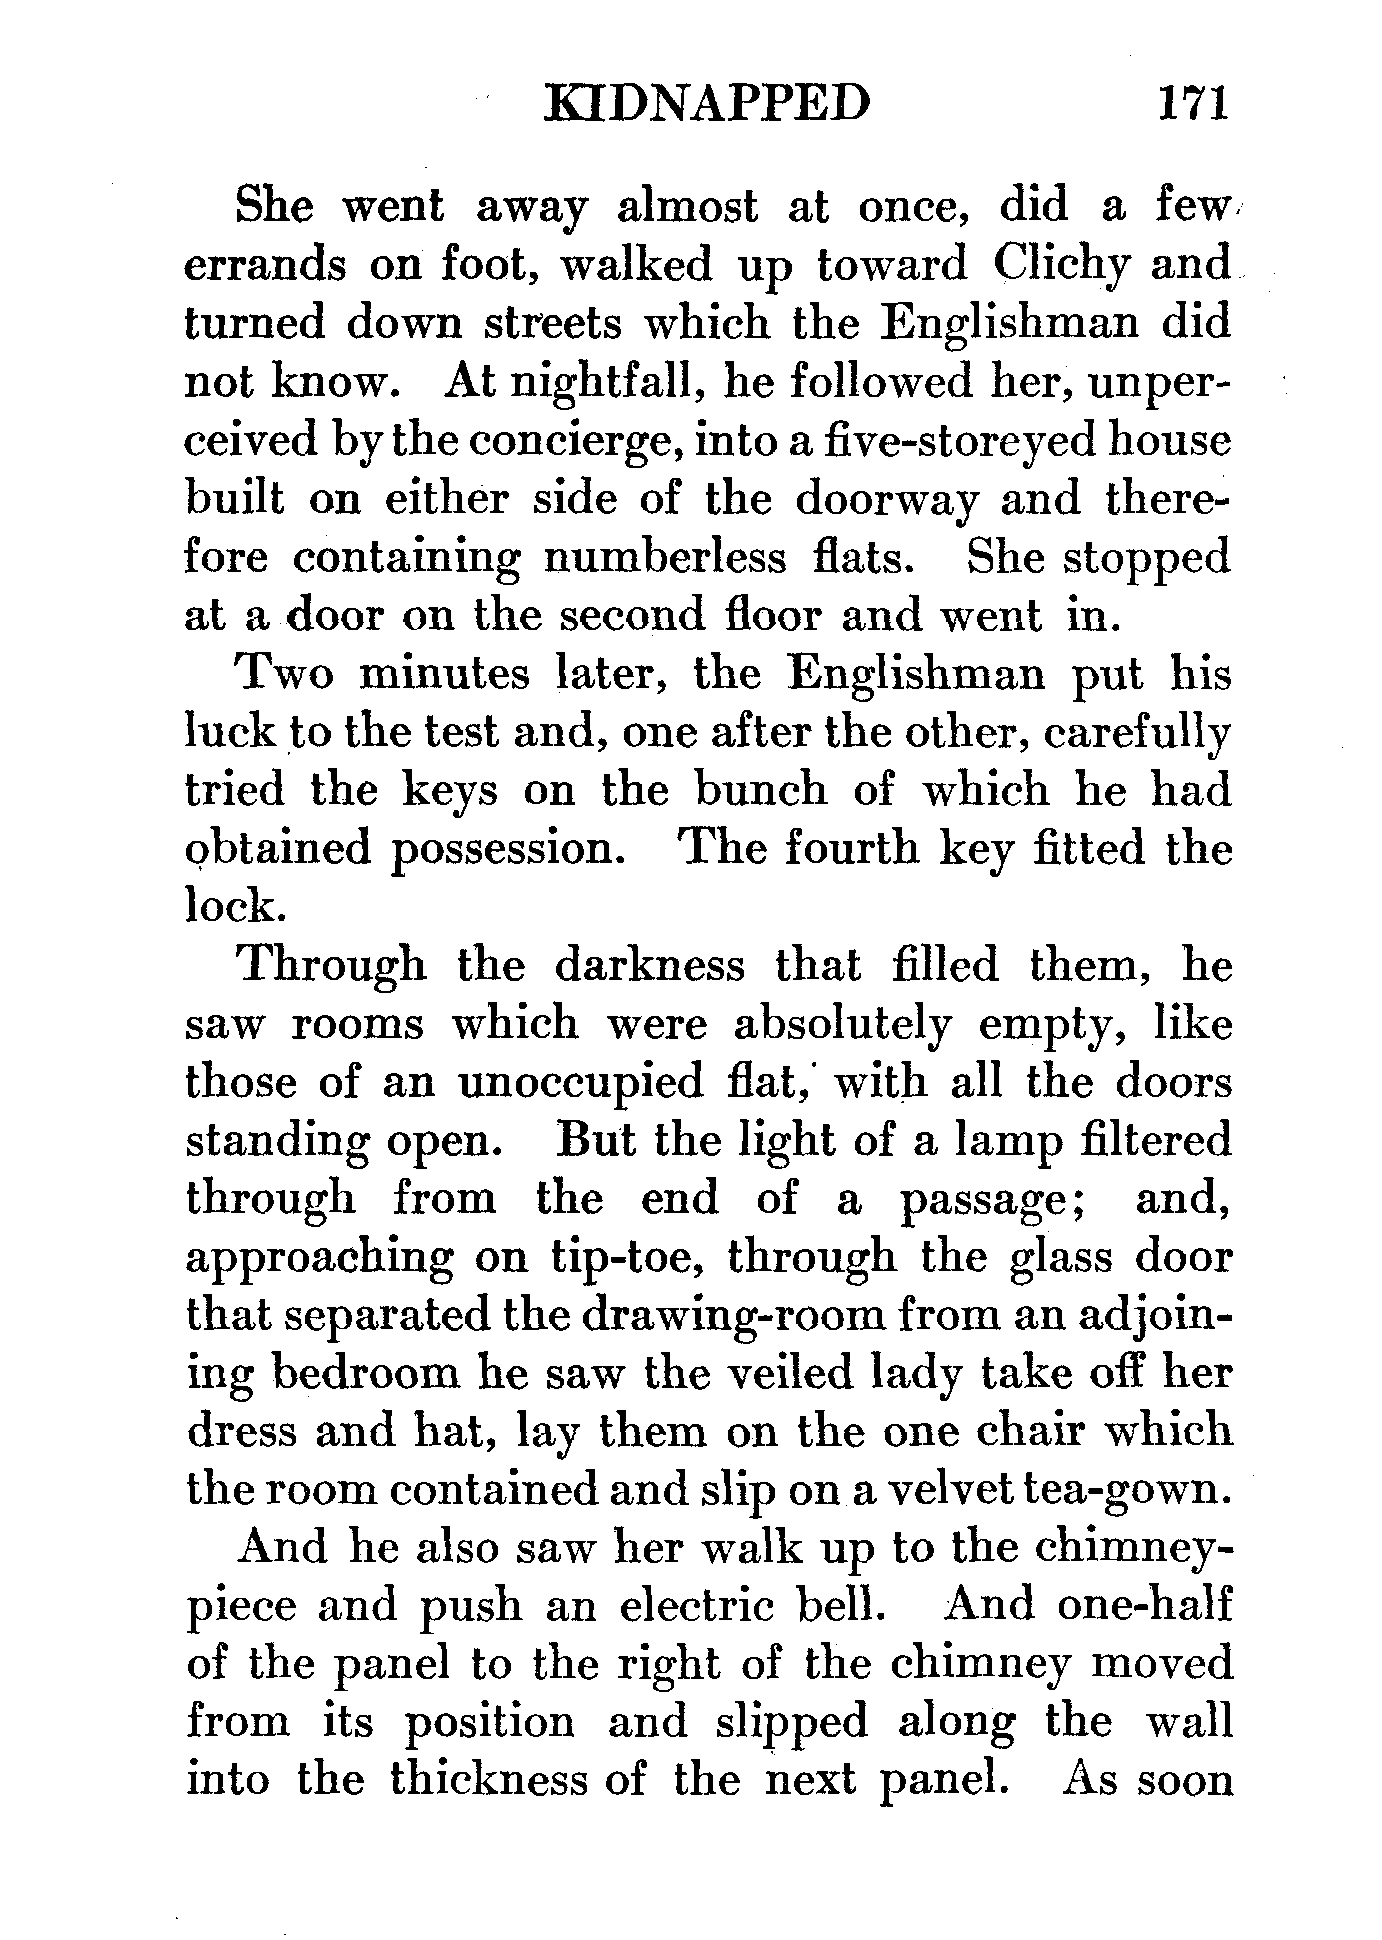 KIDNAPPED 171
She went away almost at once, did a few
errands on foot, walked up toward Clichy and
turned down streets which the Englishman did
not know. At nightfall, he followed her, unper-
ceived by the concierge, into a five-storeyed house
built on either side of the doorway and there-
fore containing numberless flats. She stopped
at a door on the second floor and went in.
Two minutes later, the Englishman put his
luck to the test and, one after the other, carefully
tried the keys on the bunch of which he had
obtained possession. The fourth key fitted the
lock.
Through the darkness that filled them, he
saw rooms which were absolutely empty, like
those of an unoccupied flat, with all the doors
standing open. But the light of a lamp filtered
through from the end of a passage; and,
approaching on tip-toe, through the glass door
that separated the drawing-room from an adjoin-
ing bedroom he saw the veiled lady take off her
dress and hat, lay them on the one chair which
the room contained and slip on a velvet tea-gown.
And he also saw her walk up to the chimney-
piece and push an electric bell. And one-half
of the panel to the right of the chimney moved
from its position and slipped along the wall
into the thickness of the next panel. As soon